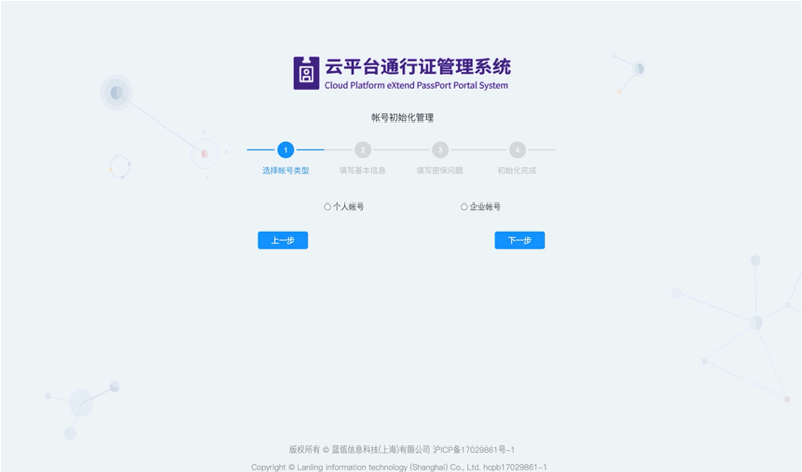 云平台通行证管理系统
Cloud Platform eXtend PassPort Portal System
帐号初始化管理
1 2 3 4
选择帐号类型 填写基本信息 填写密保问题 初始化完成
个人帐号 企业帐号
上一步 下一步
版权所有 © 蓝瓴信息科技(上海)有限公司 沪ICP备17029861号-1
Copyright © Lanling information technology (Shanghai) Co., Ltd. hcpb17029861-1